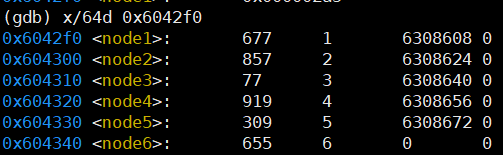 (gdb) x/64d 0x6042f0
0x6042f0 <node1>: 677 1 6308608 0
0x604300 <node2>: 857 2 6308624 0
0x604310 <node3>: 77 3 6308640 0
0x604320 <node4>: 919 4 6308656 0
0x604330 <node5>: 309 5 6308672 0
0x604340 <node6>: 655 6 0 0